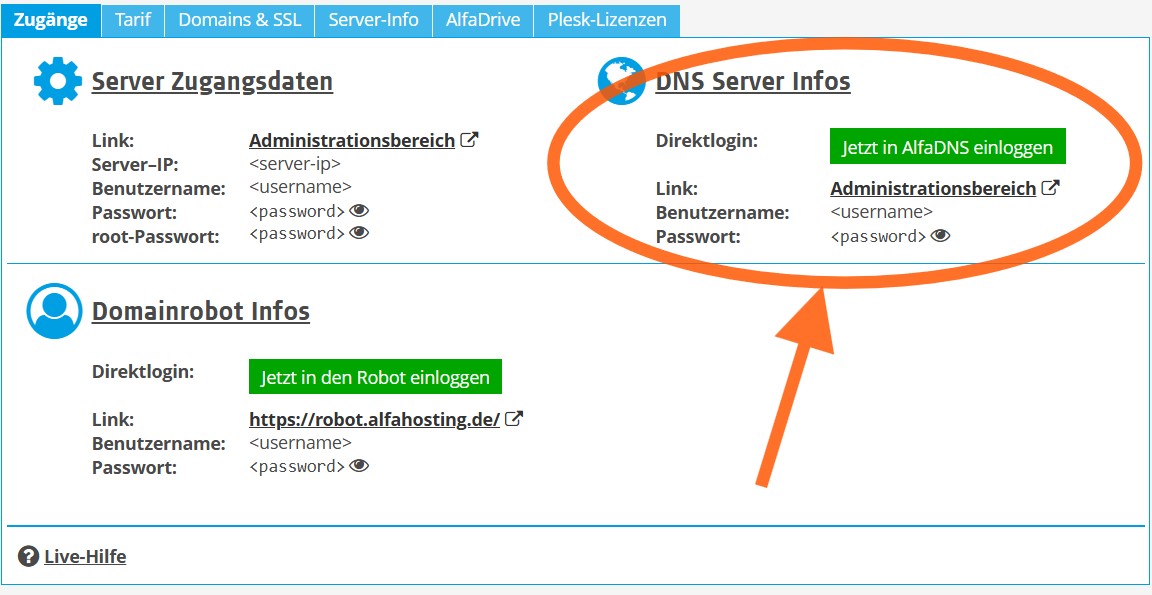 Zugänge Tarif Domains & SSL Server-Info AlfaDrive Plesk-Lizenzen
Server Zugangsdaten
Link: Administrationsbereich
Server–IP: <server-ip>
Benutzername: <username>
Passwort: <password>
root-Passwort: <password>
DNS Server Infos
Direktlogin: Jetzt in AlfaDNS einloggen
Link: Administrationsbereich
Benutzername: <username>
Passwort: <password>
Domainrobot Infos
Direktlogin: Jetzt in den Robot einloggen
Link: https://robot.alfahosting.de/
Benutzername: <username>
Passwort: <password>
Live-Hilfe